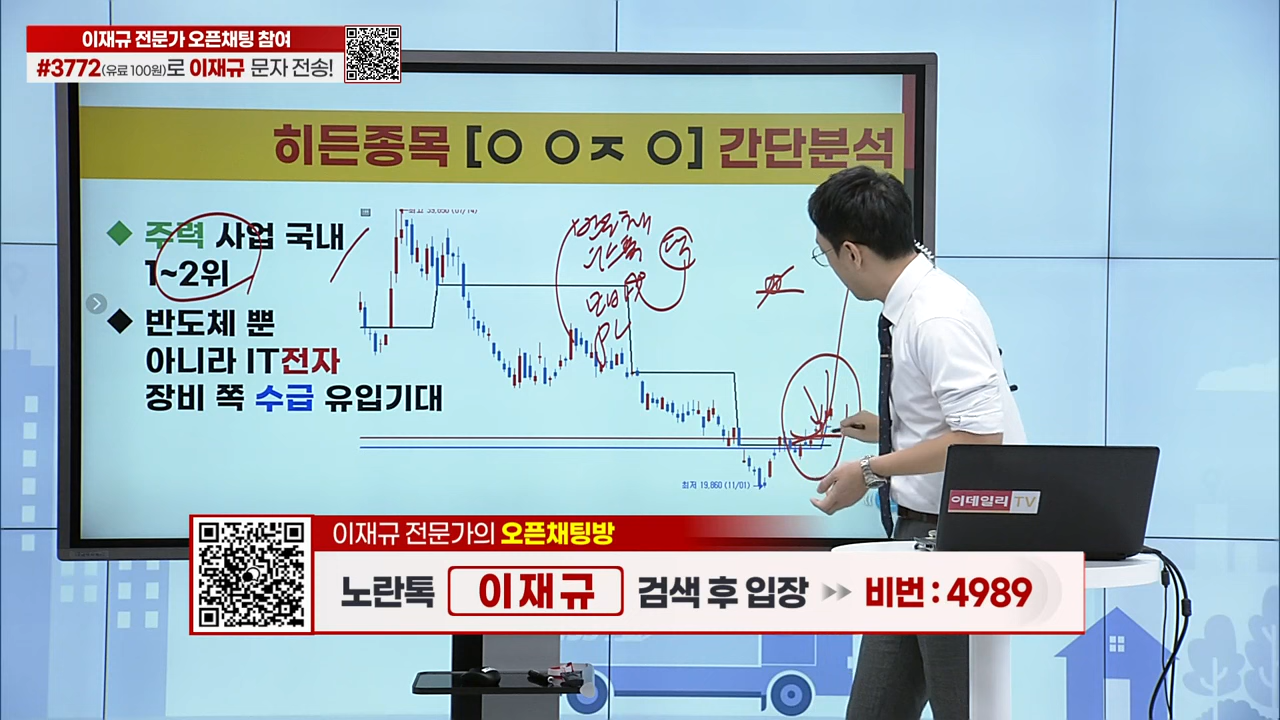 이재규 전문가 오픈채팅 참여
#3772(유료 100원)로 이재규 문자 전송!
히든종목 [ㅇ ㅇㅈ ㅇ] 간단분석
◆ 주력 사업 국내
1~2위
◆ 반도체 뿐
아니라 IT전자
장비 쪽 수급 유입기대
최저 19,860 (11/01)
이데일리TV
이재규 전문가의 오픈채팅방
노란톡 이재규 검색 후 입장 비번 : 4989